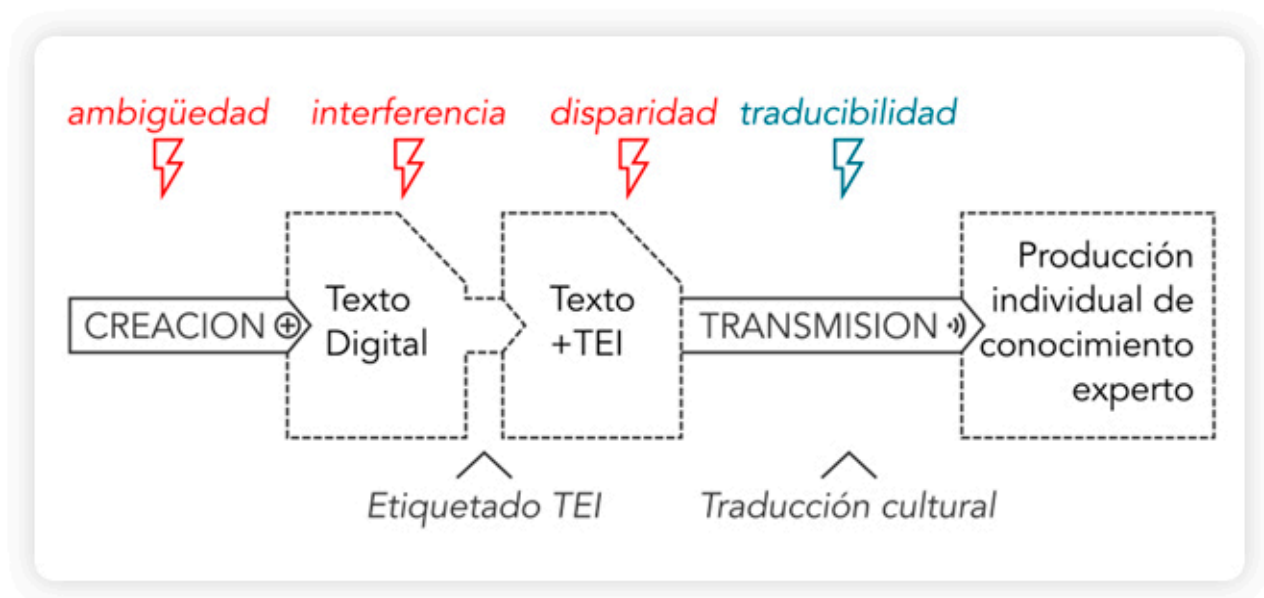 ambigüedad interferencia disparidad traducibilidad
CREACION
Texto
Digital
Texto
+TEI
TRANSMISION
Producción
individual de
conocimiento
experto
Etiquetado TEI
Traducción cultural